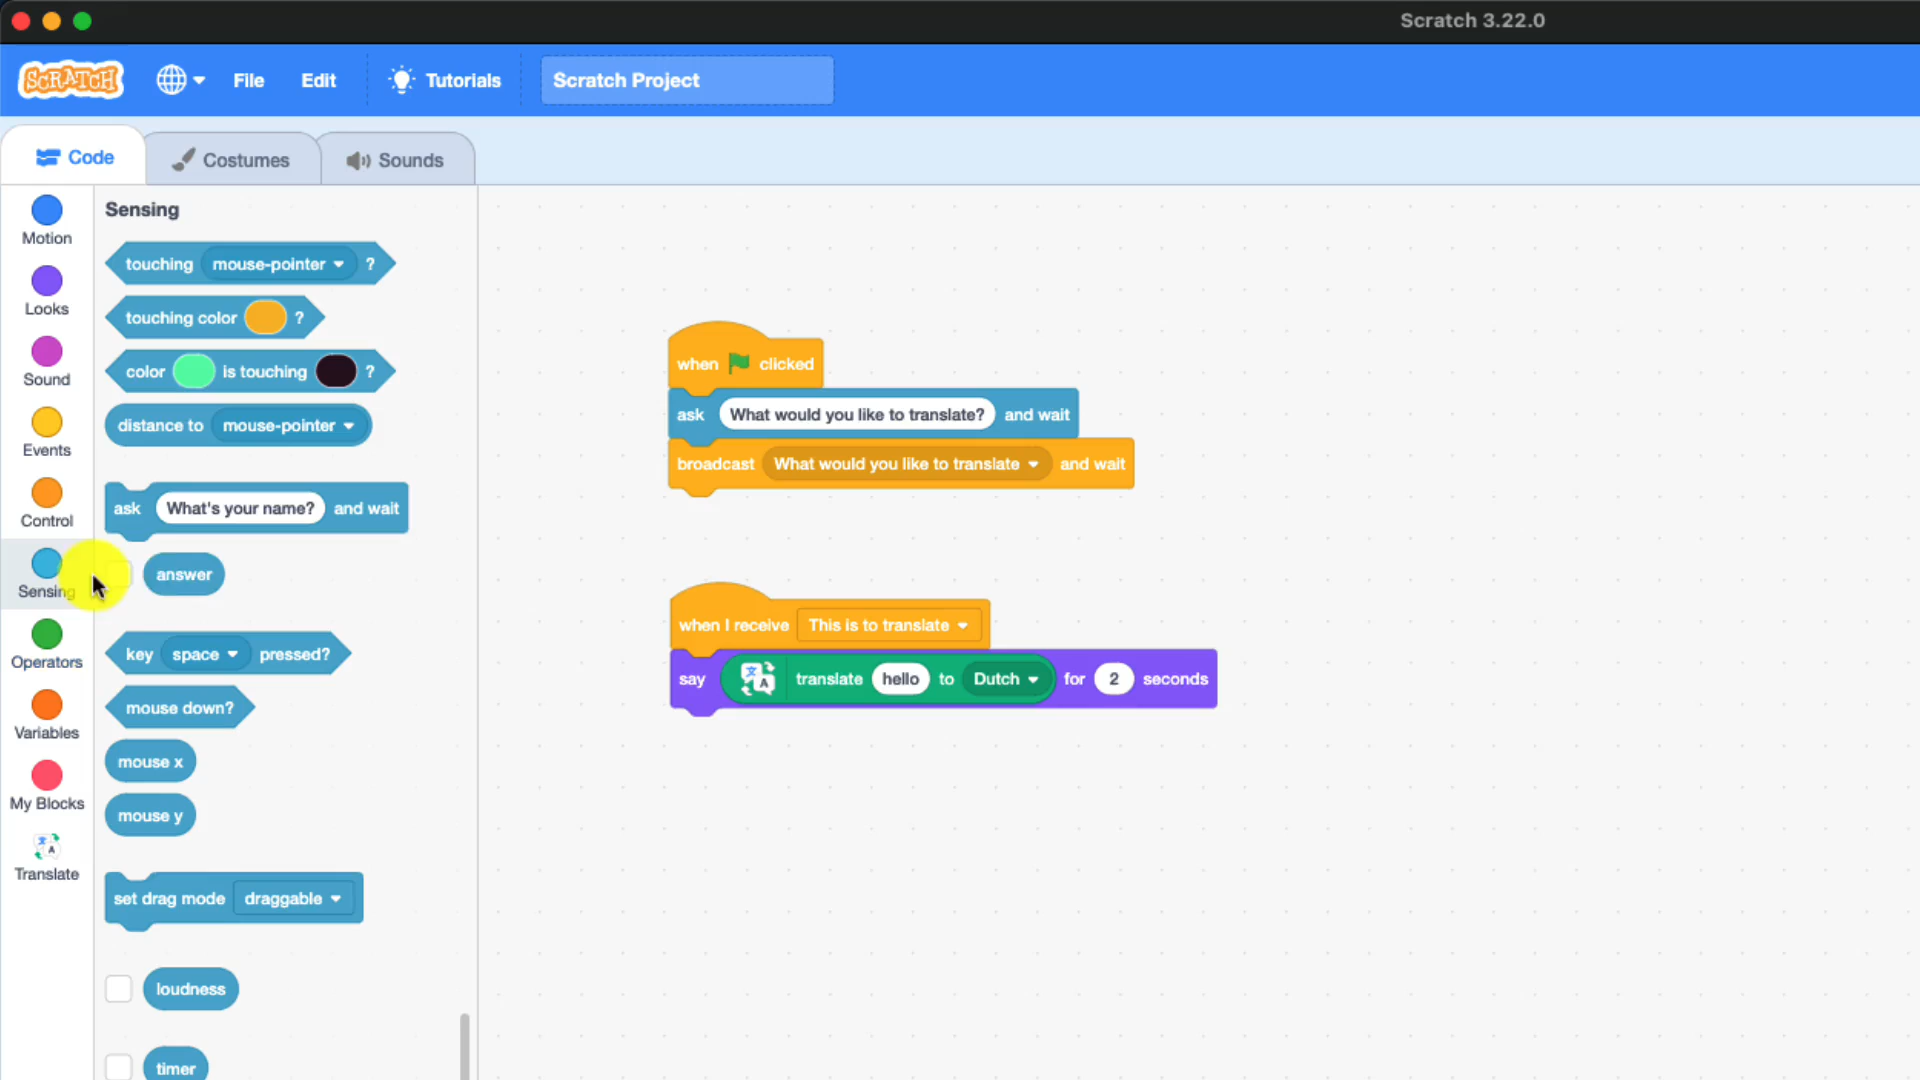 Scratch 3.22.0
SCRATCH
File
Edit
Tutorials
Scratch Project
Code
Costumes
Sounds
Motion
Looks
Sound
Events
Control
Sensing
Operators
Variables
My Blocks
Translate
Sensing
touching mouse-pointer ?
touching color ?
color is touching ?
distance to mouse-pointer
ask What's your name? and wait
answer
key space pressed?
mouse down?
mouse x
mouse y
set drag mode draggable
loudness
timer
when clicked
ask What would you like to translate? and wait
broadcast What would you like to translate and wait
when I receive This is to translate
say translate hello to Dutch for 2 seconds